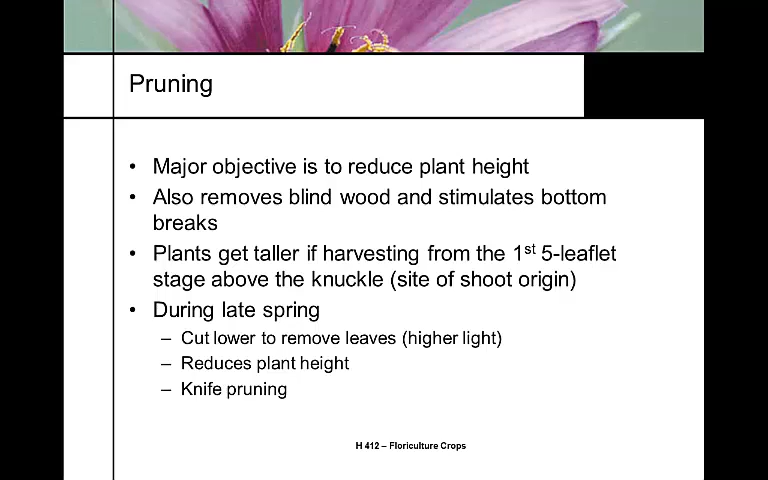 Pruning
• Major objective is to reduce plant height
• Also removes blind wood and stimulates bottom
breaks
• Plants get taller if harvesting from the 1st 5-leaflet
stage above the knuckle (site of shoot origin)
• During late spring
– Cut lower to remove leaves (higher light)
– Reduces plant height
– Knife pruning
H 412 – Floriculture Crops